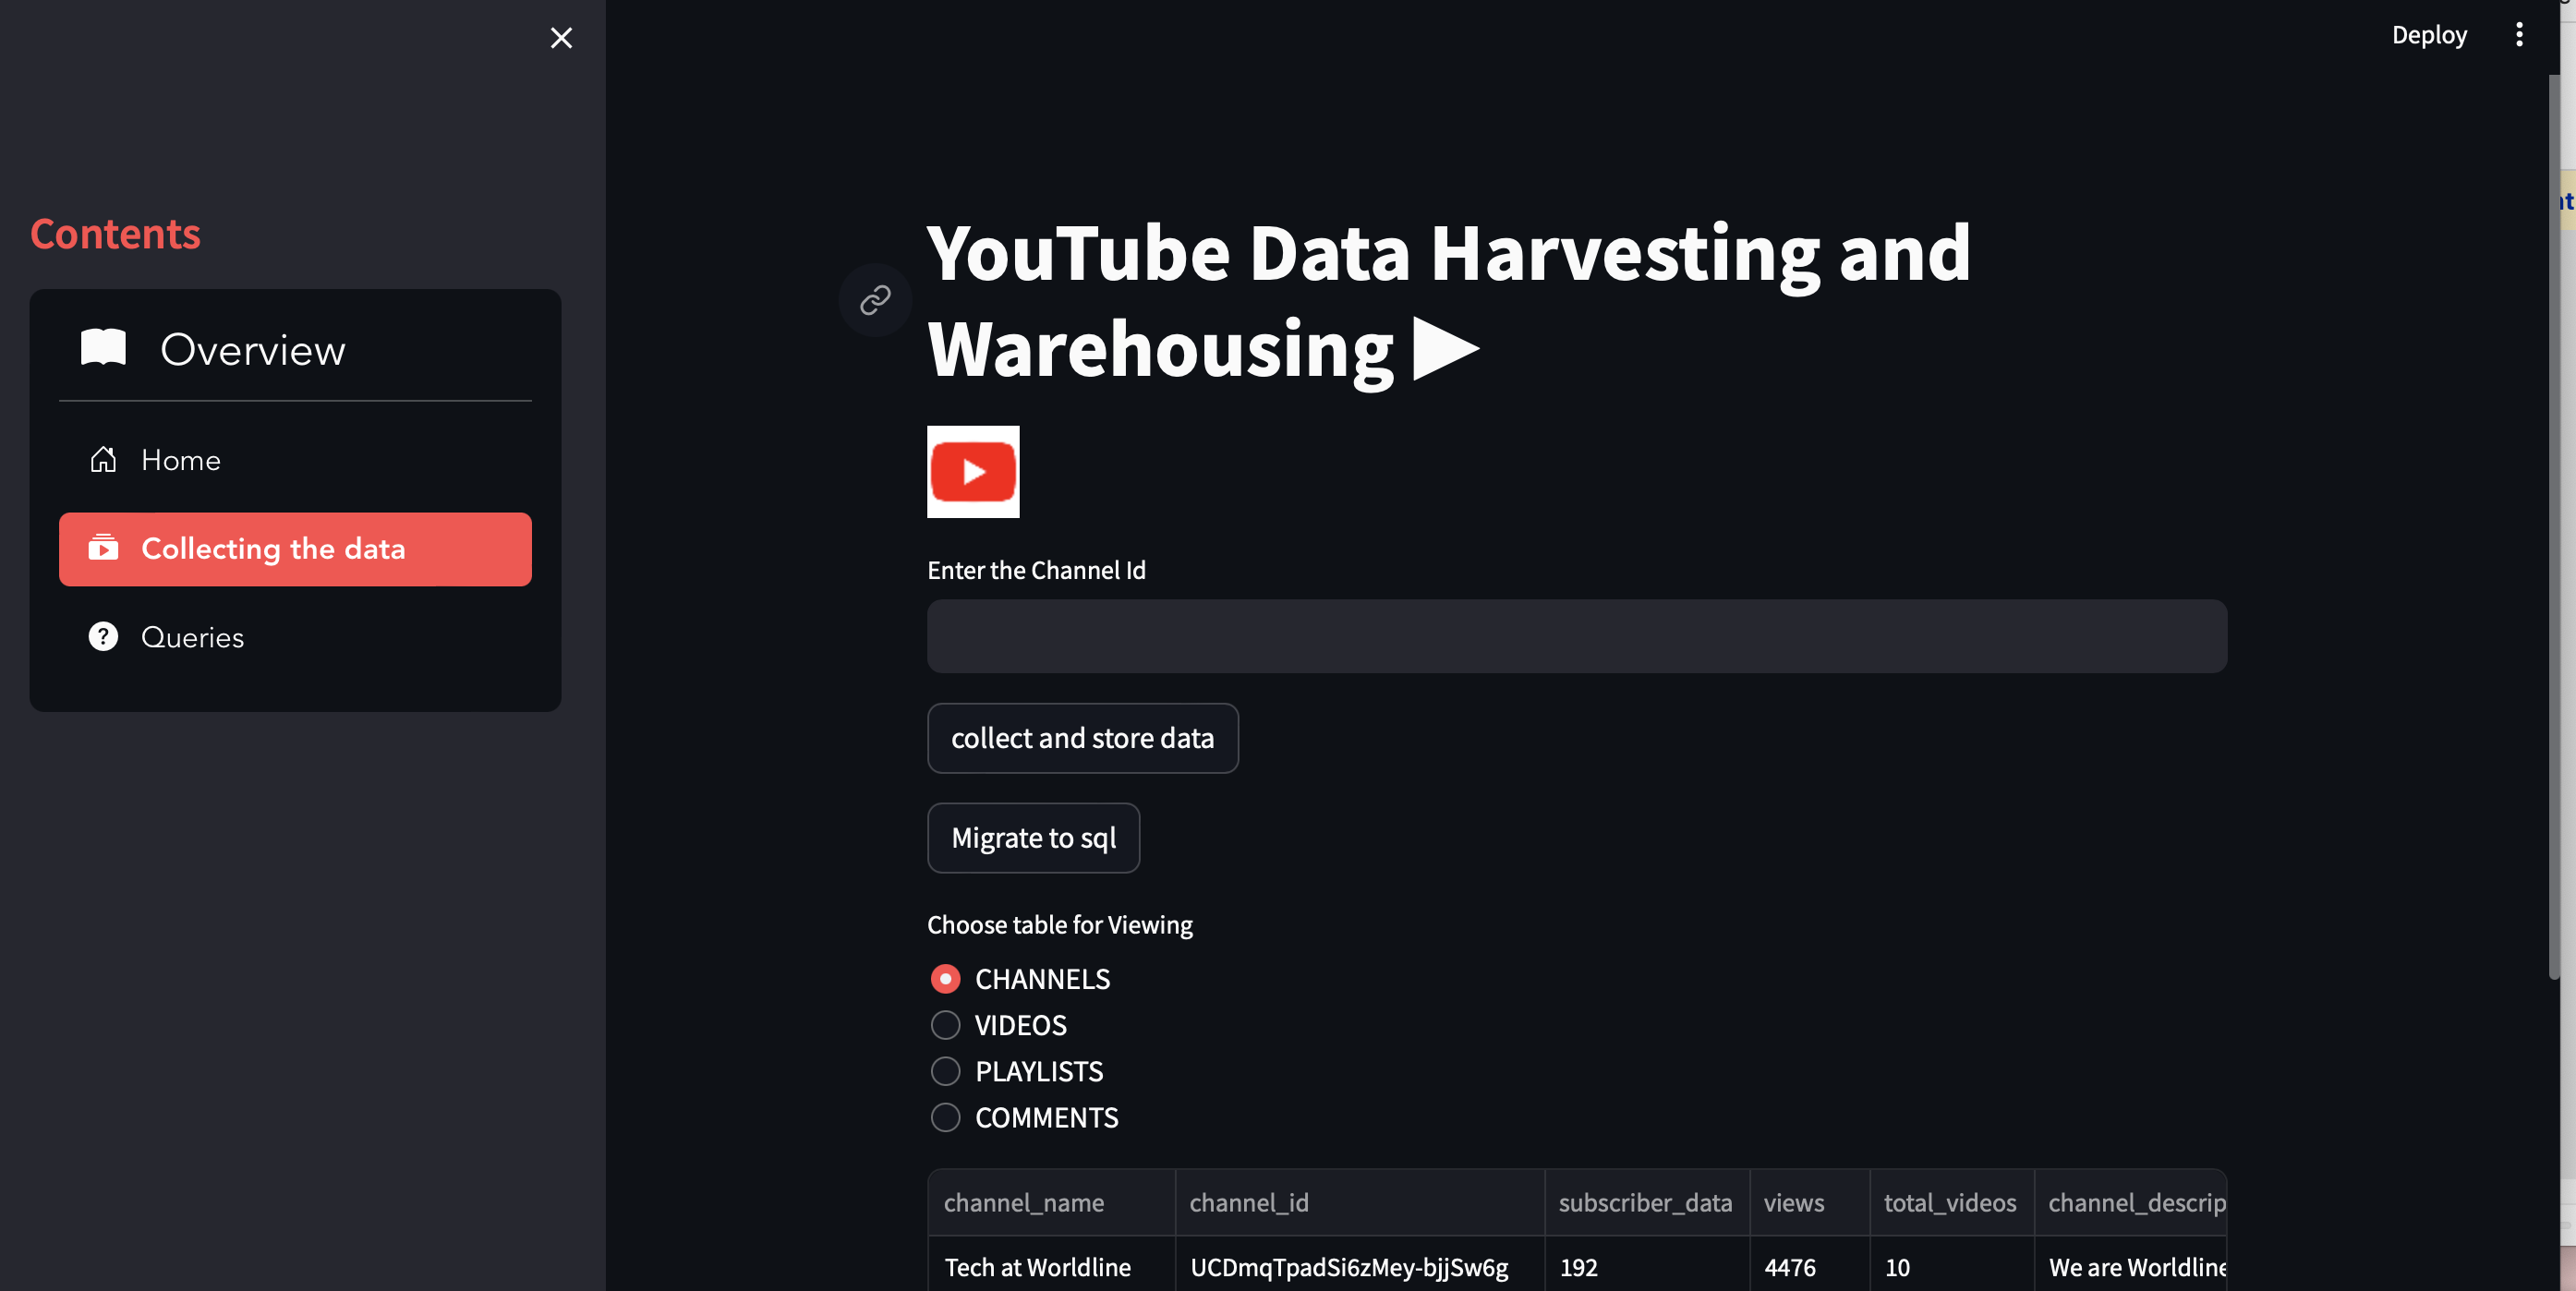 Deploy
Contents
Overview
Home
Collecting the data
Queries
YouTube Data Harvesting and
Warehousing
Enter the Channel Id
collect and store data
Migrate to sql
Choose table for Viewing
CHANNELS
VIDEOS
PLAYLISTS
COMMENTS
channel_name channel_id subscriber_data views total_videos channel_descrip
Tech at Worldline UCDmqTpadSi6zMey-bjjSw6g 192 4476 10 We are Worldline